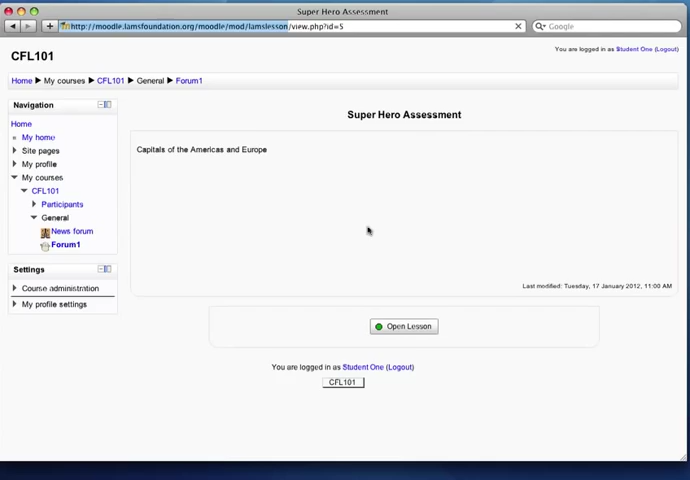 Super Hero Assessment
http://moodle.lamsfoundation.org/moodle/mod/lamslesson/view.php?id=5
Google
CFL101
You are logged in as Student One (Logout)
Home ▶ My courses ▶ CFL101 ▶ General ▶ Forum1
Navigation
Home
My home
Site pages
My profile
My courses
CFL101
Participants
General
News forum
Forum1
Settings
Course administration
My profile settings
Super Hero Assessment
Capitals of the Americas and Europe
Last modified: Tuesday, 17 January 2012, 11:00 AM
Open Lesson
You are logged in as Student One (Logout)
CFL101